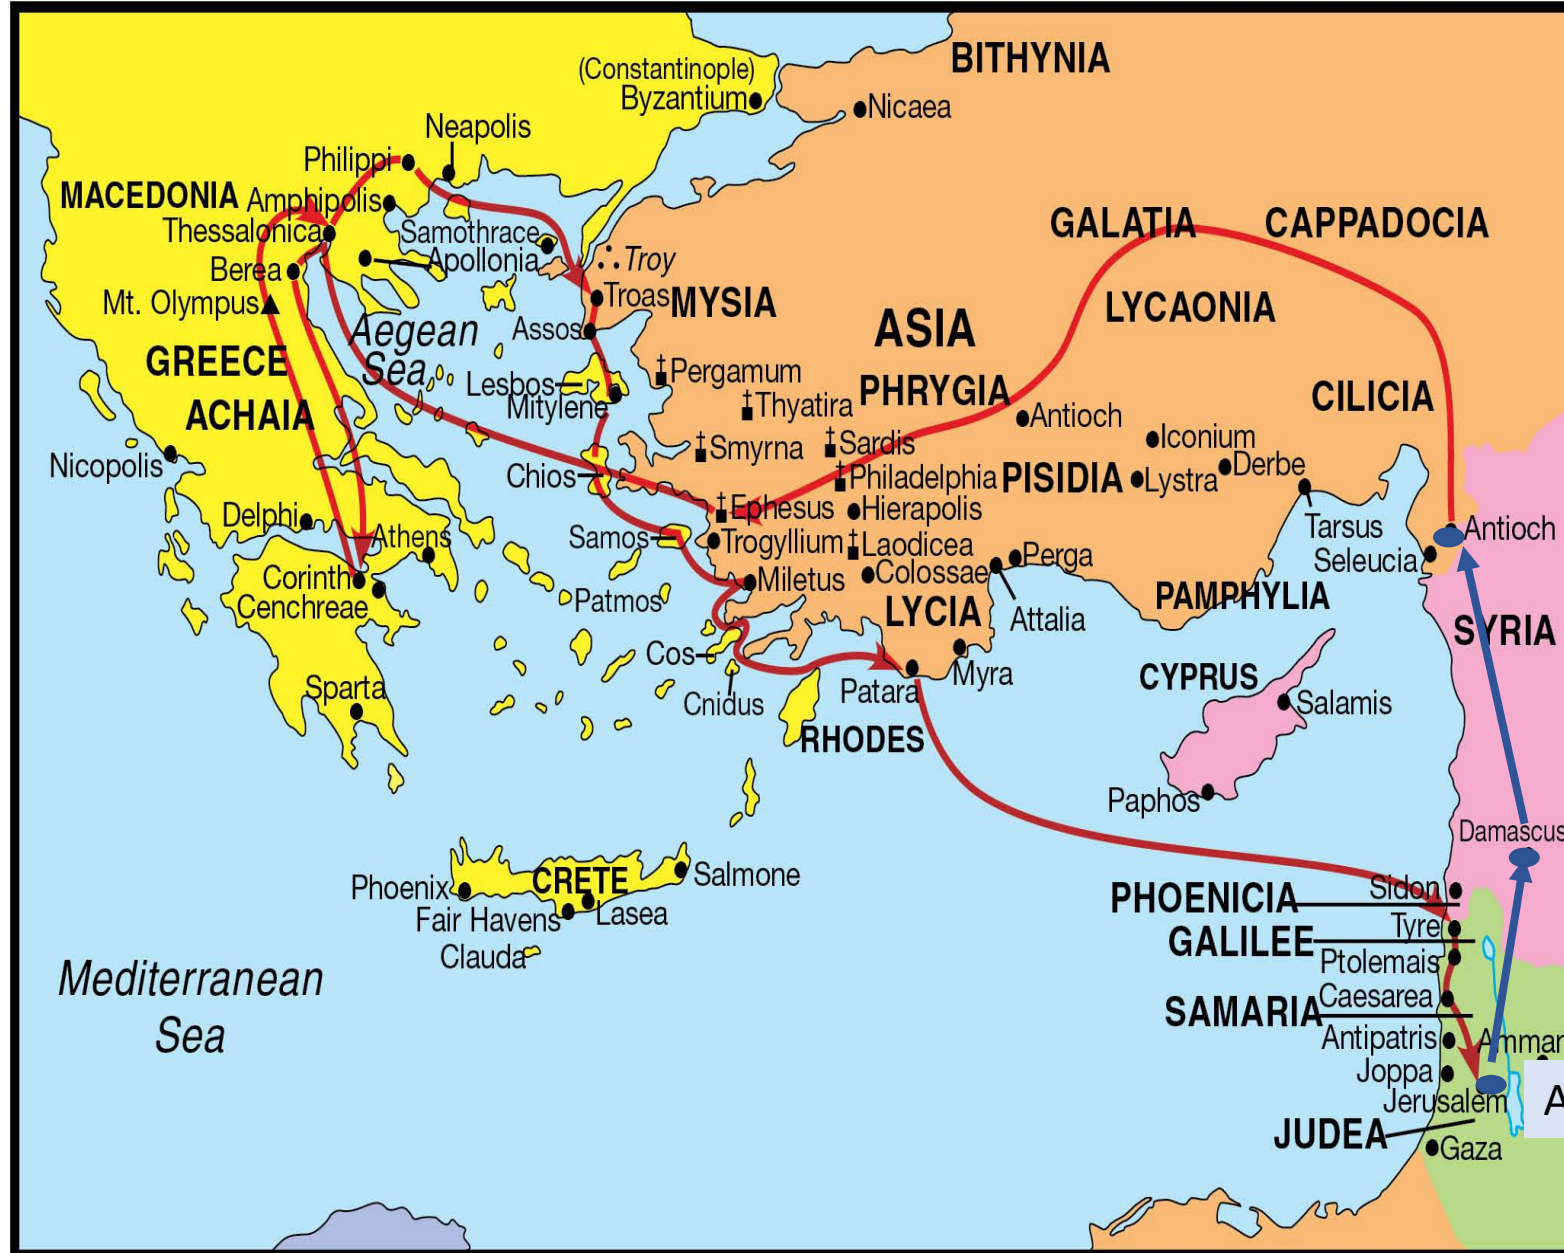 BITHYNIA
(Constantinople)
Byzantium
Nicaea
Neapolis
Philippi
MACEDONIA
Amphipolis
Thessalonica
Samothrace
Apollonia
Berea
Troy
Mt. Olympus
Troas
MYSIA
GALATIA
CAPPADOCIA
LYCAONIA
Aegean
Sea
Assos
ASIA
GREECE
Lesbos
Mitylene
Pergamum
PHRYGIA
Thyatira
Antioch
CILICIA
ACHAIA
Nicopolis
Smyrna
Sardis
Iconium
Derbe
Chios
Philadelphia
PISIDIA
Lystra
Delphi
Ephesus
Hierapolis
Tarsus
Antioch
Athens
Samos
Trogyllium
Laodicea
Perga
Seleucia
Corinth
Cenchreae
Miletus
Colossae
Patmos
LYCIA
Attalia
PAMPHYLIA
SYRIA
Cos
Cnidus
Patara
Myra
CYPRUS
Salamis
Sparta
RHODES
Paphos
Damascus
Phoenix
CRETE
Salmone
Fair Havens
Lasea
Clauda
PHOENICIA
Sidon
Tyre
GALILEE
Ptolemais
Mediterranean
Sea
SAMARIA
Caesarea
Antipatris
Amman
Joppa
Jerusalem
A
JUDEA
Gaza